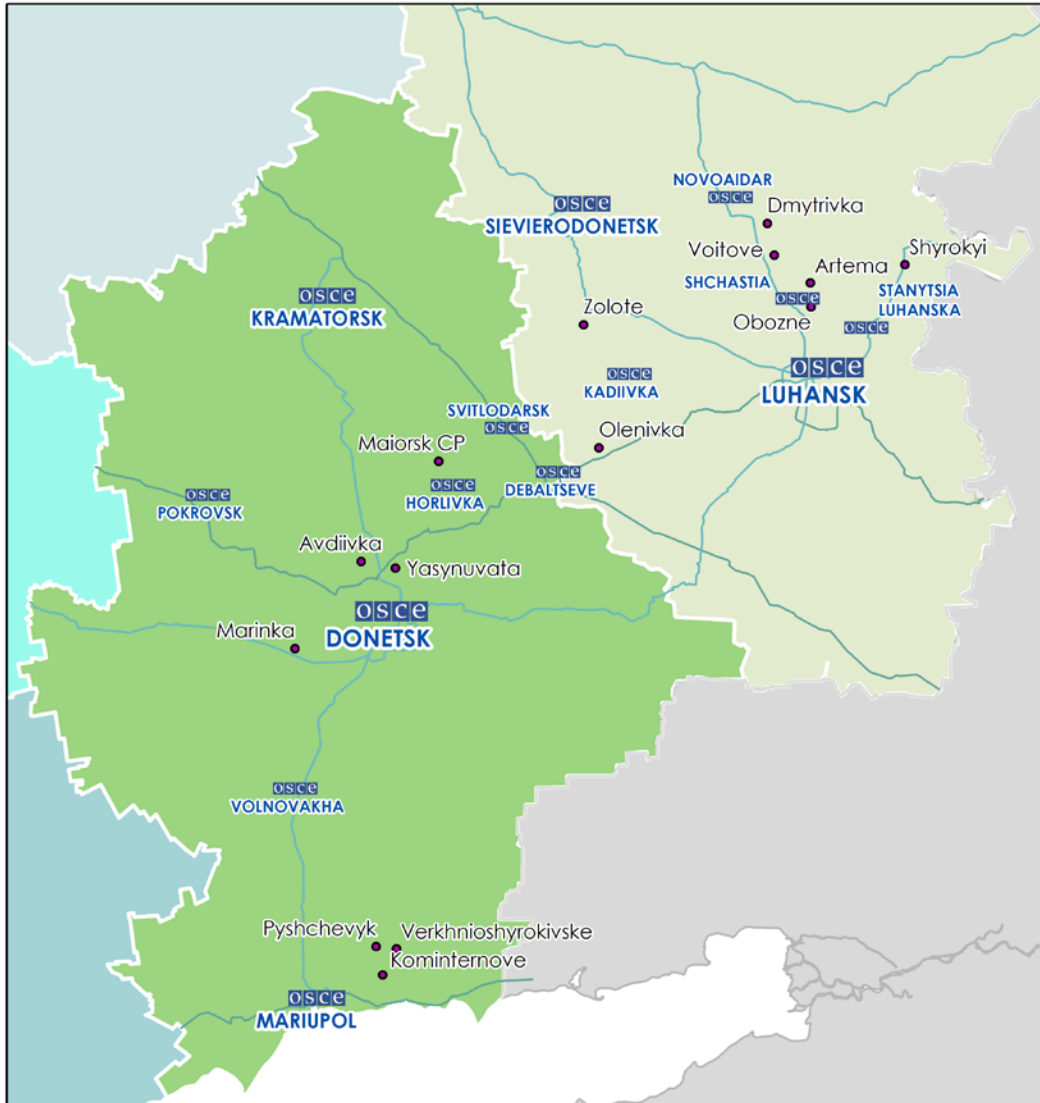 NOVOAIDAR
osce
Dmytrivka
osce
SIEVIERODONETSK
Voitove
Shyrokyi
Artema
SHCHASTIA
osce
STANYTSIA
LUHANSKA
osce
KRAMATORSK
Zolote
Obozne
osce
osce
LUHANSK
osce
KADIIVKA
SVITLODARSK
osce
Olenivka
Maiorsk CP
osce
HORLIVKA
osce
DEBALTSEVE
osce
POKROVSK
Avdiivka
Yasynuvata
osce
DONETSK
Marinka
osce
VOLNOVAKHA
Pyshchevyk
Verkhnioshyrokivske
Kominternove
osce
MARIUPOL